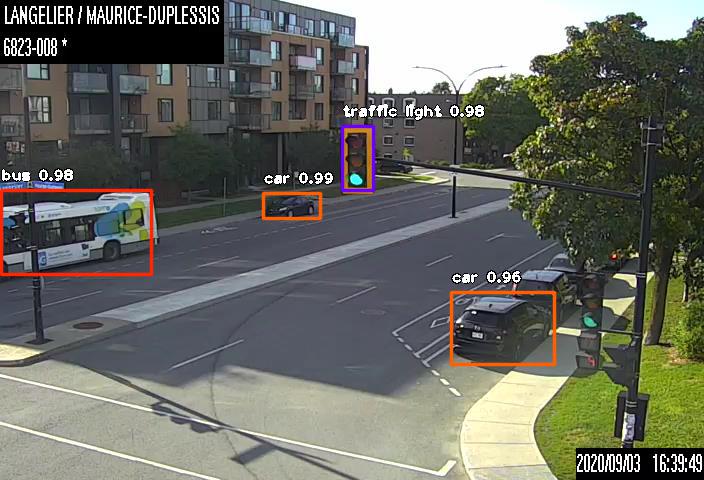 LANGELIER / MAURICE-DUPLESSIS
6823-008 *
traffic light 0.98
bus 0.98
car 0.99
car 0.96
2020/09/03 16:39:49